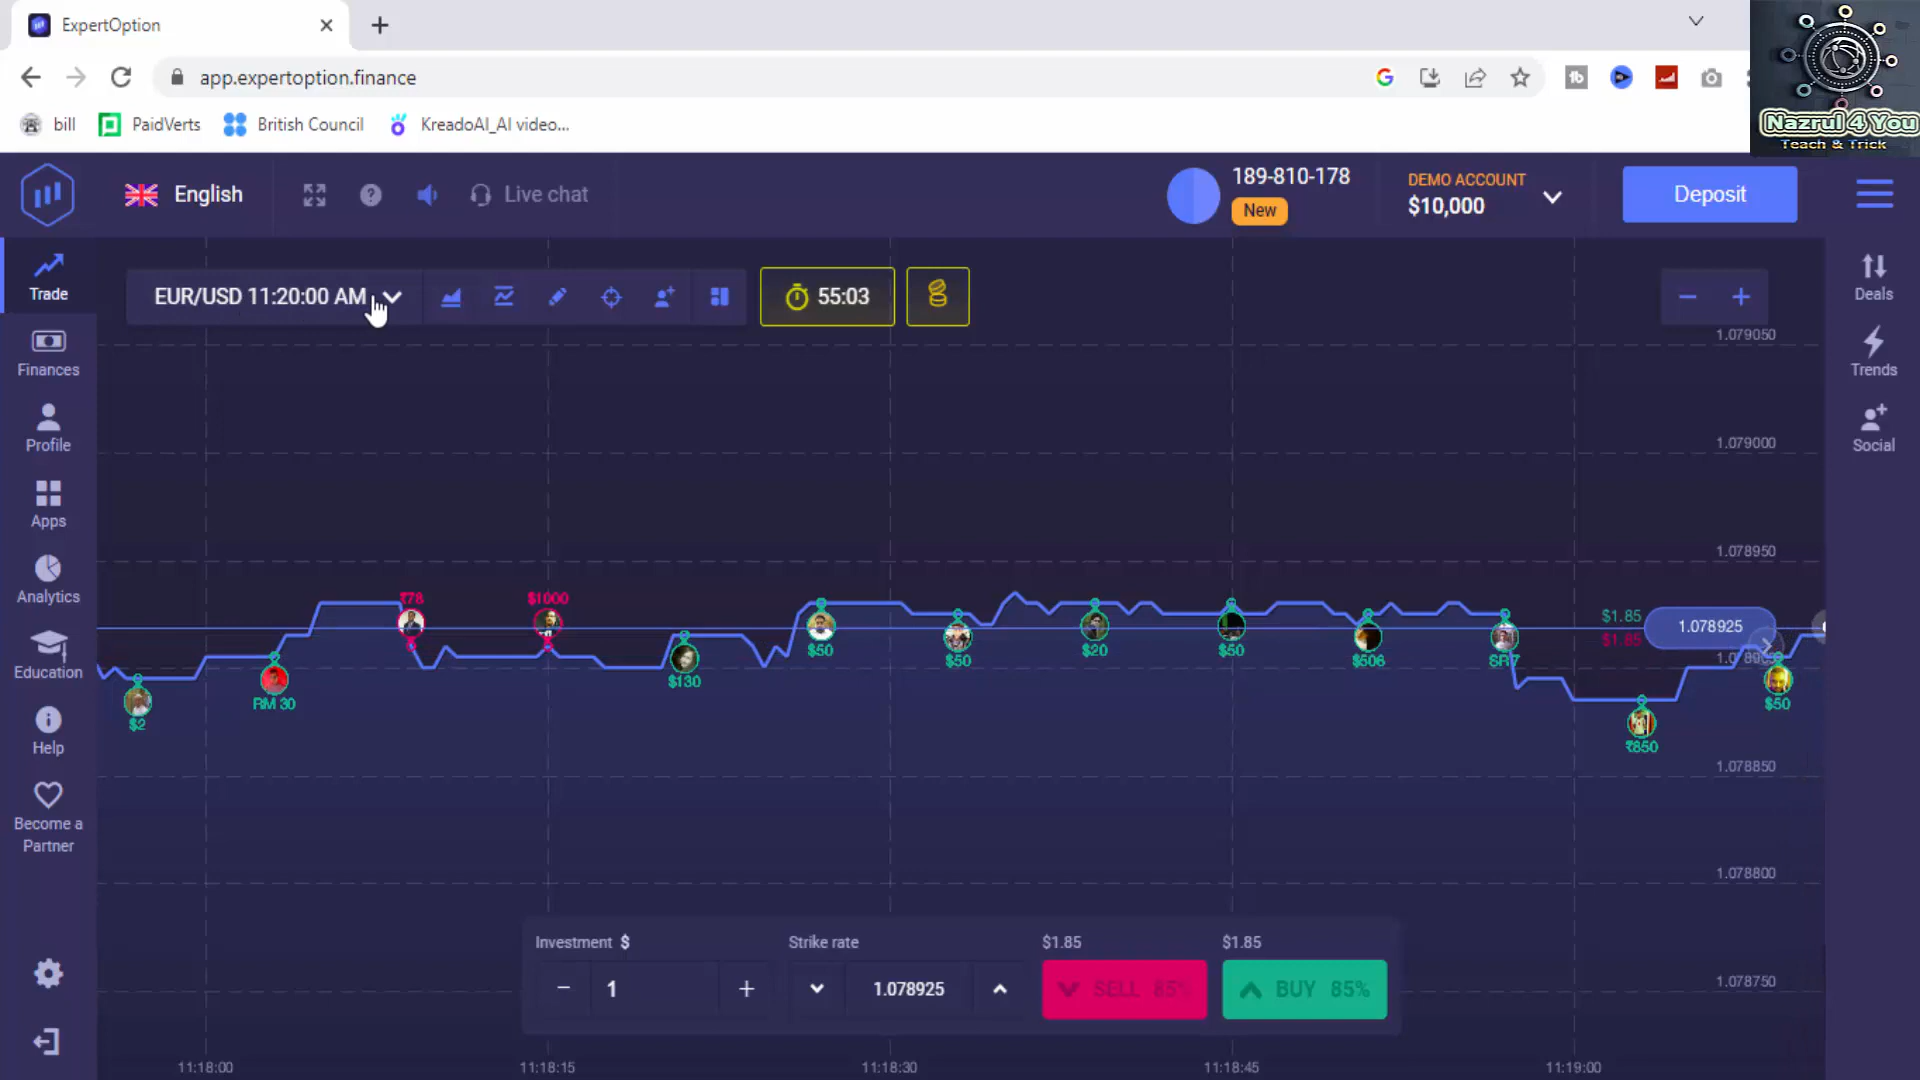 ExpertOption
app.expertoption.finance
bill
PaidVerts
British Council
KreadoAI_AI video...
Nazrul 4 You
Teach & Trick
English
Live chat
189-810-178
New
DEMO ACCOUNT
$10,000
Deposit
Trade
Finances
Profile
Apps
Analytics
Education
Help
Become a
Partner
EUR/USD 11:20:00 AM
55:03
Deals
Trends
Social
1.079050
1.079000
1.078950
1.078850
1.078800
1.078750
₹78
$1000
$2
RM 30
$130
$50
$50
$20
$50
$506
₹850
$50
$1.85
$1.85
1.078925
Investment $
1
Strike rate
1.078925
$1.85
SELL 85%
$1.85
BUY 85%
11:18:00
11:18:15
11:18:30
11:18:45
11:19:00